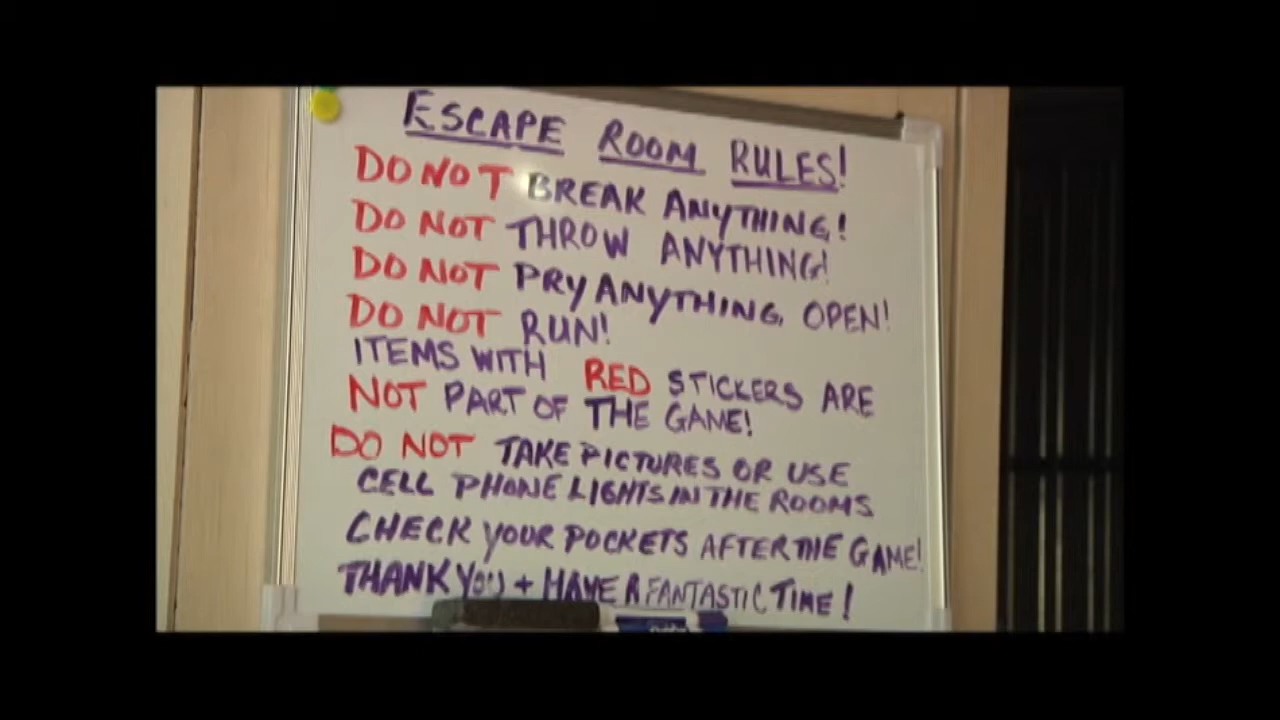 ESCAPE ROOM RULES!
DO NOT BREAK ANYTHING!
DO NOT THROW ANYTHING!
DO NOT PRY ANYTHING OPEN!
DO NOT RUN!
ITEMS WITH RED STICKERS ARE
NOT PART OF THE GAME!
DO NOT TAKE PICTURES OR USE
CELL PHONE LIGHTS IN THE ROOMS
CHECK YOUR POCKETS AFTER THE GAME!
THANK YOU + HAVE A FANTASTIC TIME!